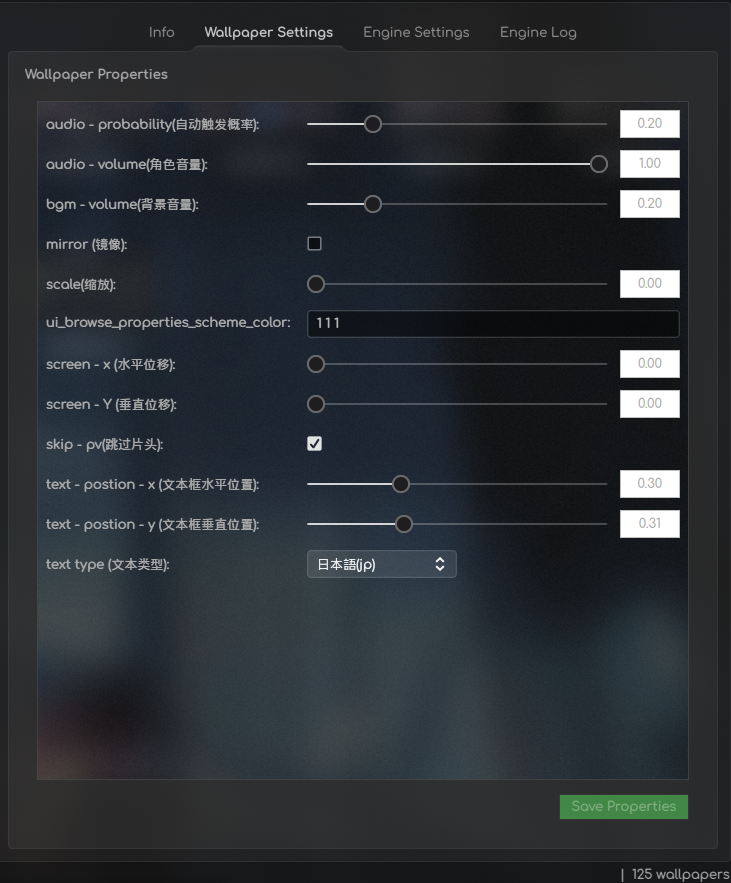 Info Wallpaper Settings Engine Settings Engine Log
Wallpaper Properties
audio - probability(自动触发概率): 0.20
audio - volume(角色音量): 1.00
bgm - volume(背景音量): 0.20
mirror (镜像):
scale(缩放): 0.00
ui_browse_properties_scheme_color: 1 1 1
screen - x (水平位移): 0.00
screen - Y (垂直位移): 0.00
skip - pv(跳过片头):
text - postion - x (文本框水平位置): 0.30
text - postion - y (文本框垂直位置): 0.31
text type (文本类型): 日本語(jp)
Save Properties
| 125 wallpapers